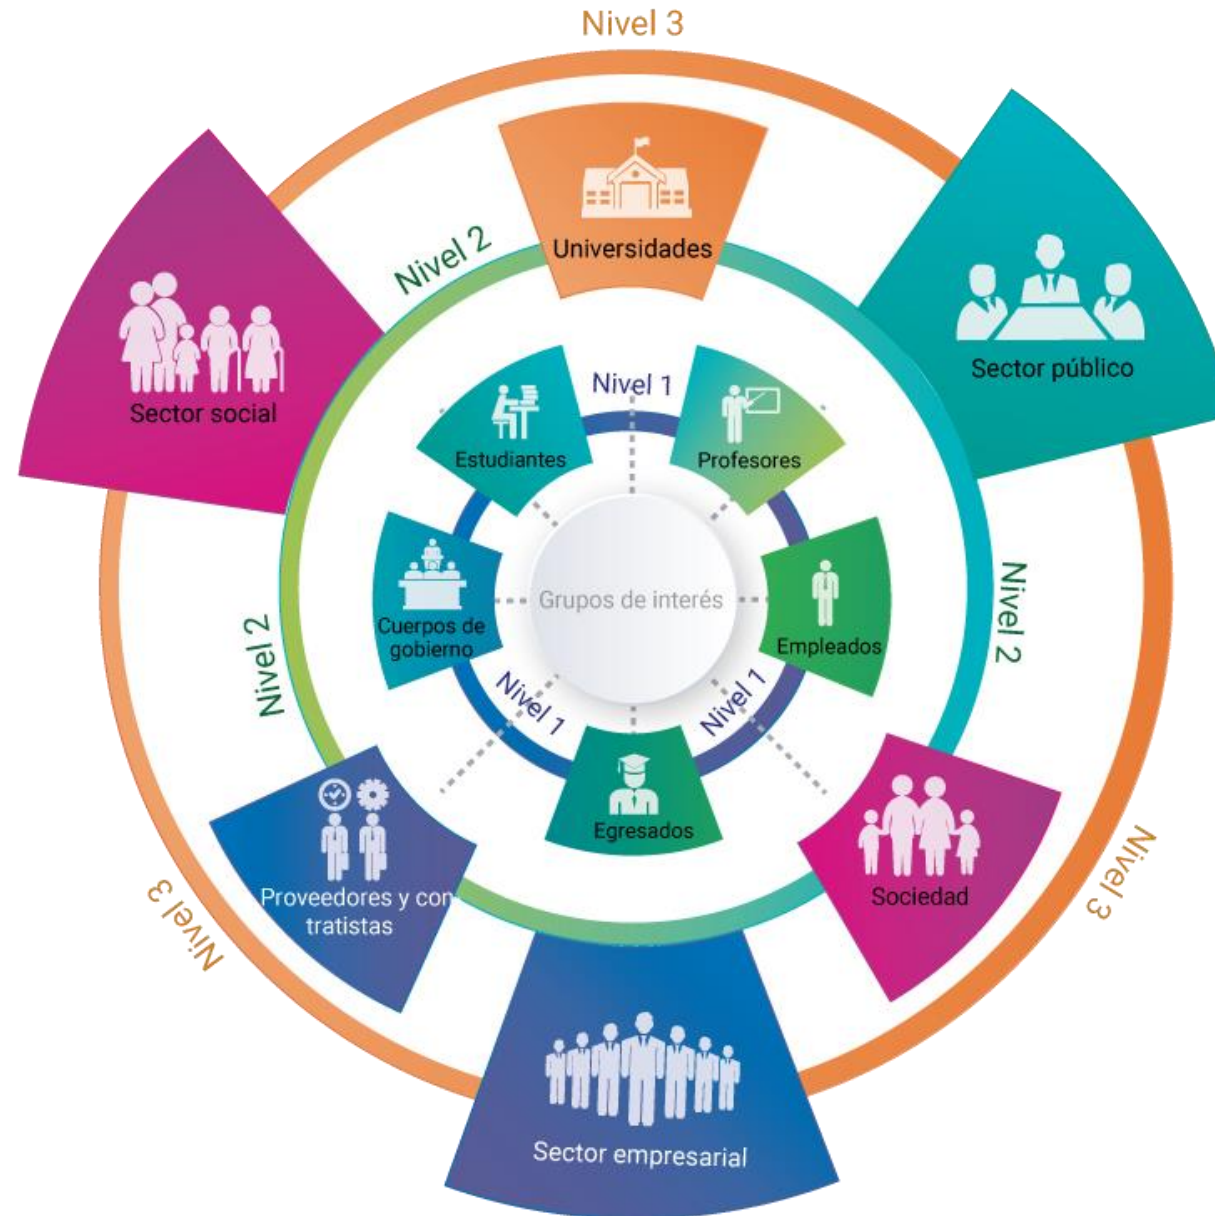 Nivel 3
Universidades
Nivel 2
Sector público
Sector social
Nivel 1
Estudiantes
Profesores
Grupos de interés
Cuerpos de
gobierno
Empleados
Nivel 2
Nivel 2
Nivel 1
Nivel 1
Egresados
Proveedores y con
tratistas
Sociedad
Nivel 3
Nivel 3
Sector empresarial